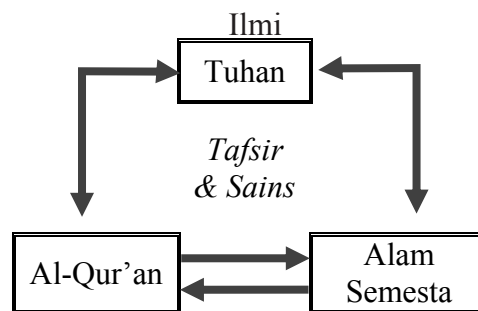 Ilmi
Tuhan
Tafsir
& Sains
Al-Qur’an
Alam
Semesta